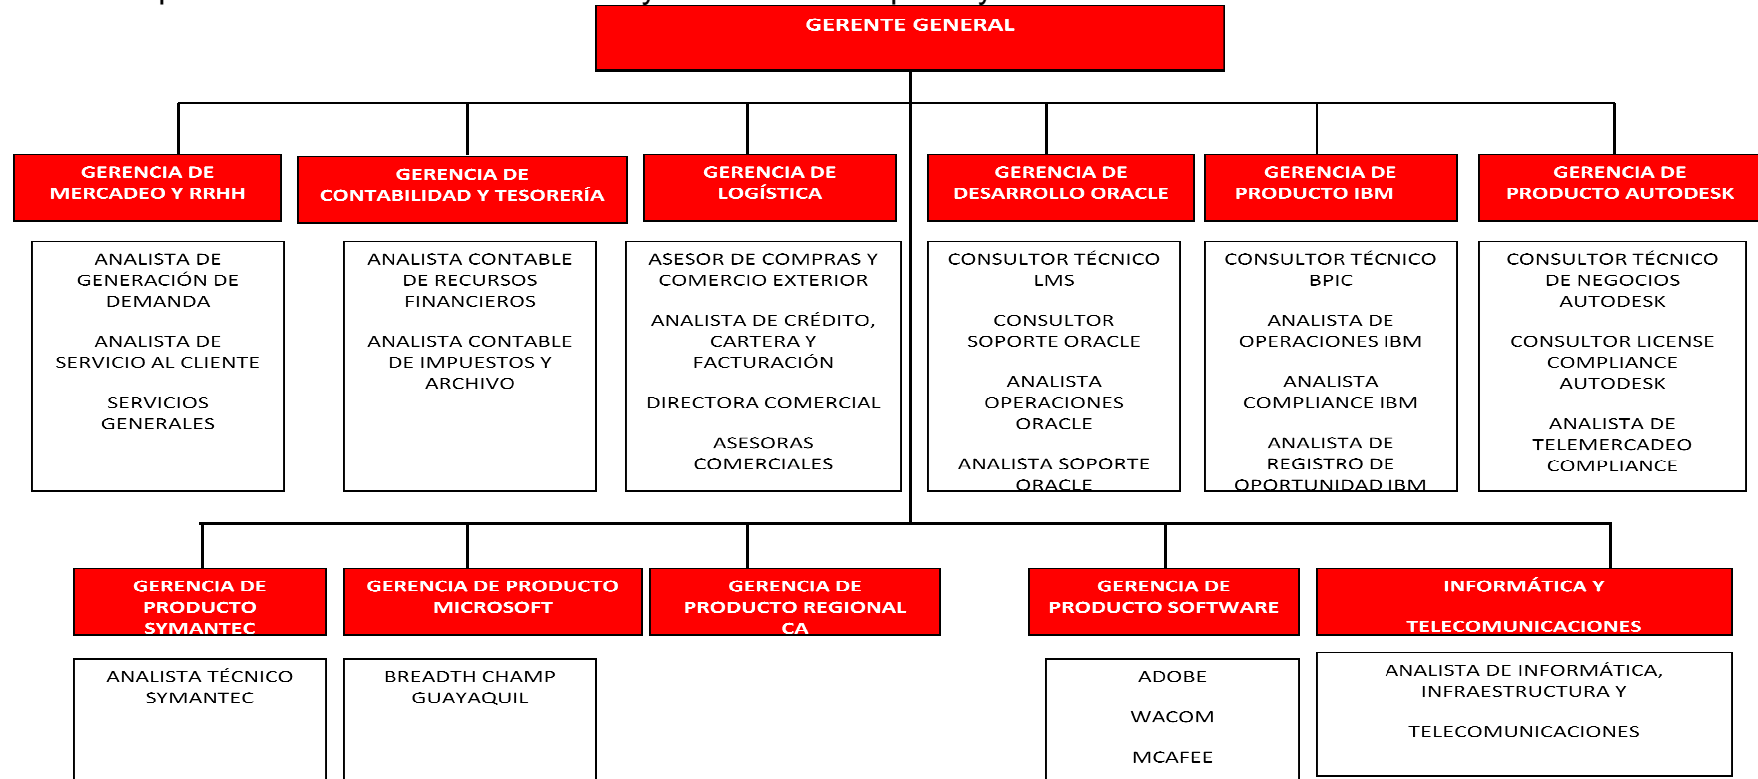 GERENTE GENERAL
GERENCIA DE
MERCADEO Y RRHH
GERENCIA DE
CONTABILIDAD Y TESORERÍA
GERENCIA DE
LOGÍSTICA
GERENCIA DE
DESARROLLO ORACLE
GERENCIA DE
PRODUCTO IBM
GERENCIA DE
PRODUCTO AUTODESK
ANALISTA DE
GENERACIÓN DE
DEMANDA
ANALISTA DE
SERVICIO AL CLIENTE
SERVICIOS
GENERALES
ANALISTA CONTABLE
DE RECURSOS
FINANCIEROS
ANALISTA CONTABLE
DE IMPUESTOS Y
ARCHIVO
ASESOR DE COMPRAS Y
COMERCIO EXTERIOR
ANALISTA DE CRÉDITO,
CARTERA Y
FACTURACIÓN
DIRECTORA COMERCIAL
ASESORAS
COMERCIALES
CONSULTOR TÉCNICO
LMS
CONSULTOR
SOPORTE ORACLE
ANALISTA
OPERACIONES
ORACLE
ANALISTA SOPORTE
ORACLE
CONSULTOR TÉCNICO
BPIC
ANALISTA DE
OPERACIONES IBM
ANALISTA
COMPLIANCE IBM
ANALISTA DE
REGISTRO DE
OPORTUNIDAD IBM
CONSULTOR TÉCNICO
DE NEGOCIOS
AUTODESK
CONSULTOR LICENSE
COMPLIANCE
AUTODESK
ANALISTA DE
TELEMERCADEO
COMPLIANCE
GERENCIA DE
PRODUCTO
SYMANTEC
GERENCIA DE PRODUCTO
MICROSOFT
GERENCIA DE
PRODUCTO REGIONAL
CA
GERENCIA DE
PRODUCTO SOFTWARE
INFORMÁTICA Y
TELECOMUNICACIONES
ANALISTA TÉCNICO
SYMANTEC
BREADTH CHAMP
GUAYAQUIL
ADOBE
WACOM
MCAFEE
ANALISTA DE INFORMÁTICA,
INFRAESTRUCTURA Y
TELECOMUNICACIONES